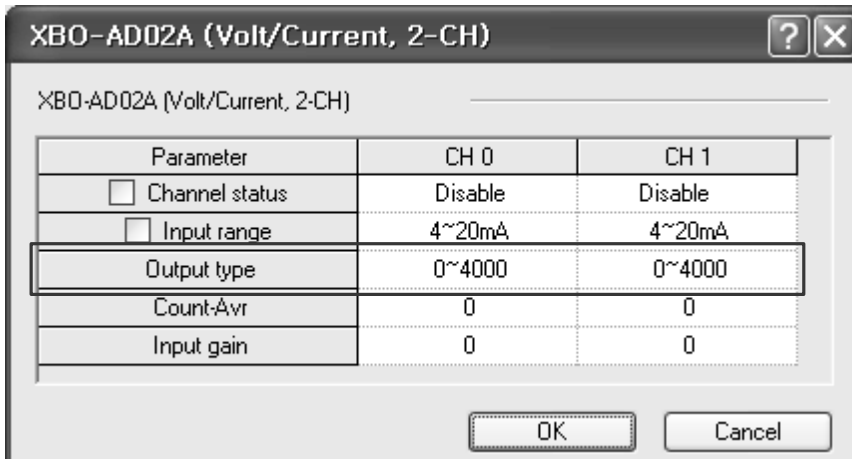 XBO-AD02A (Volt/Current, 2-CH)
XBO-AD02A (Volt/Current, 2-CH)
Parameter CH 0 CH 1
Channel status Disable Disable
Input range 4~20mA 4~20mA
Output type 0~4000 0~4000
Count-Avr 0 0
Input gain 0 0
OK Cancel